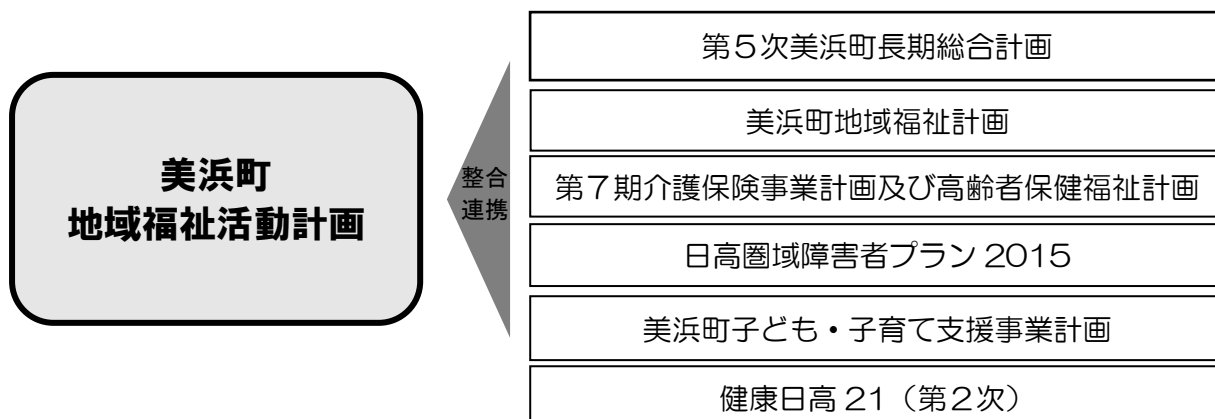 美浜町
地域福祉活動計画
整合
連携
第５次美浜町長期総合計画
美浜町地域福祉計画
第７期介護保険事業計画及び高齢者保健福祉計画
日高圏域障害者プラン 2015
美浜町子ども・子育て支援事業計画
健康日高 21（第２次）